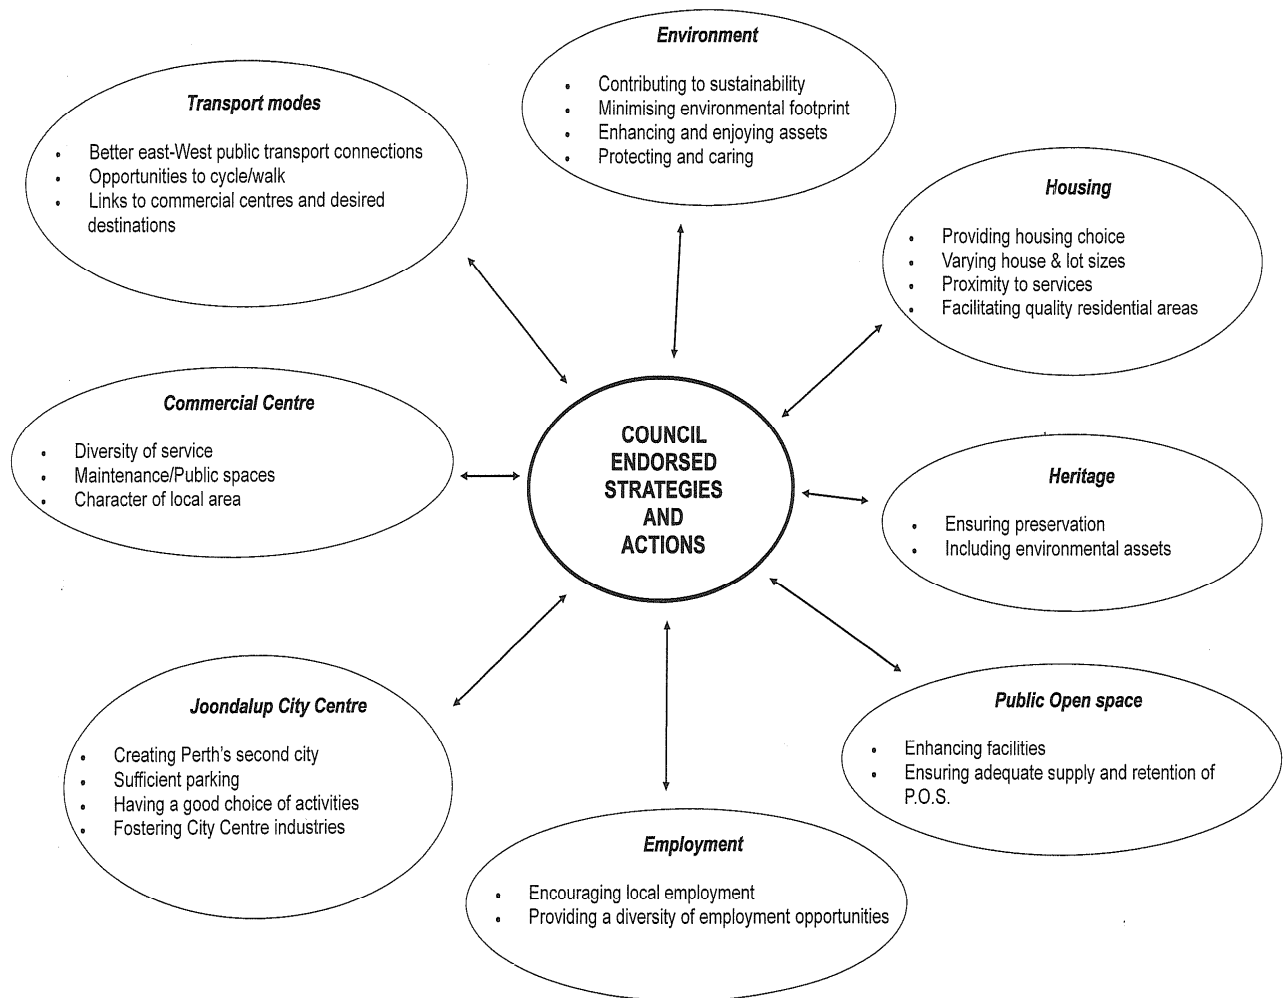 Environment
• Contributing to sustainability
• Minimising environmental footprint
• Enhancing and enjoying assets
• Protecting and caring
Transport modes
• Better east-West public transport connections
• Opportunities to cycle/walk
• Links to commercial centres and desired
destinations
Housing
• Providing housing choice
• Varying house & lot sizes
• Proximity to services
• Facilitating quality residential areas
Commercial Centre
• Diversity of service
• Maintenance/Public spaces
• Character of local area
COUNCIL
ENDORSED
STRATEGIES
AND
ACTIONS
Heritage
• Ensuring preservation
• Including environmental assets
Joondalup City Centre
• Creating Perth's second city
• Sufficient parking
• Having a good choice of activities
• Fostering City Centre industries
Public Open space
• Enhancing facilities
• Ensuring adequate supply and retention of
P.O.S.
Employment
• Encouraging local employment
• Providing a diversity of employment opportunities